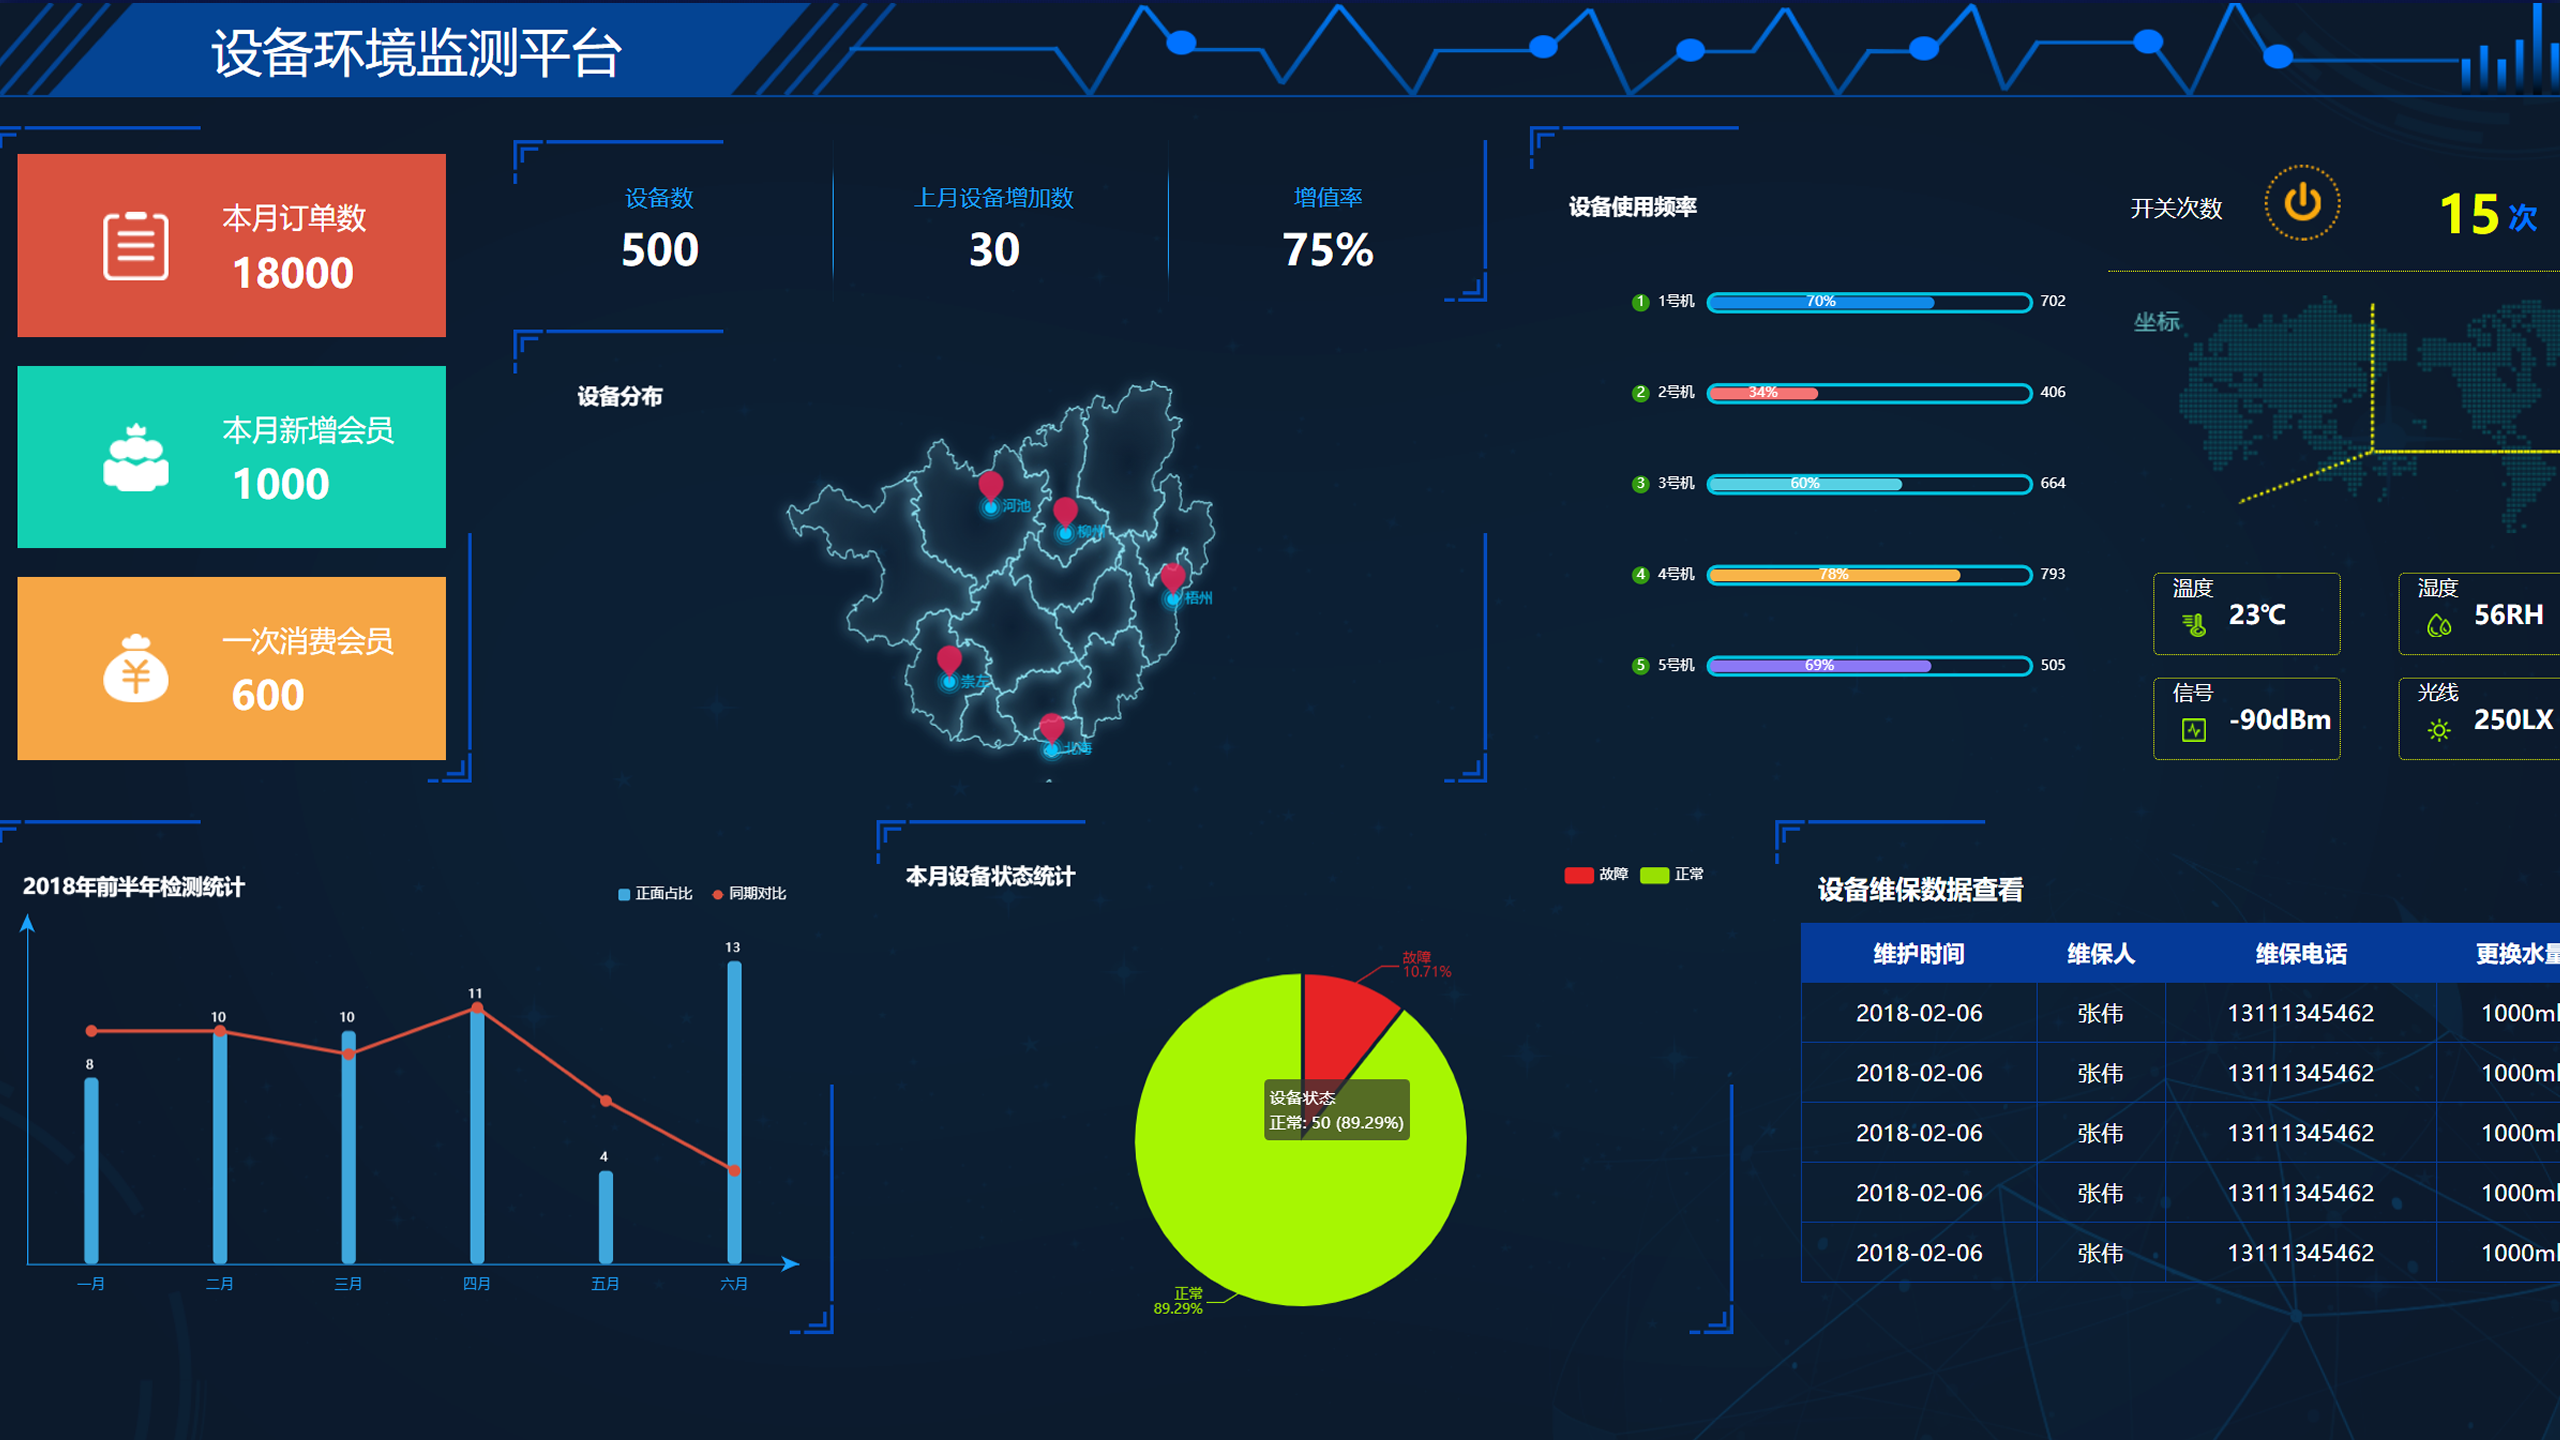 设备环境监测平台
本月订单数
18000
本月新增会员
1000
一次消费会员
600
设备数
500
上月设备增加数
30
增值率
75%
设备分布
河池
柳州
梧州
崇左
北海
设备使用频率
1 1号机 70% 702
2 2号机 34% 406
3 3号机 60% 664
4 4号机 78% 793
5 5号机 69% 505
开关次数
15 次
坐标
温度
23℃
湿度
56RH
信号
-90dBm
光线
250LX
2018年前半年检测统计
正面占比 同期对比
8
10
10
11
4
13
一月 二月 三月 四月 五月 六月
本月设备状态统计
故障 正常
故障
10.71%
设备状态
正常: 50 (89.29%)
正常
89.29%
设备维保数据查看
维护时间 维保人 维保电话 更换水量
2018-02-06 张伟 13111345462 1000ml
2018-02-06 张伟 13111345462 1000ml
2018-02-06 张伟 13111345462 1000ml
2018-02-06 张伟 13111345462 1000ml
2018-02-06 张伟 13111345462 1000ml